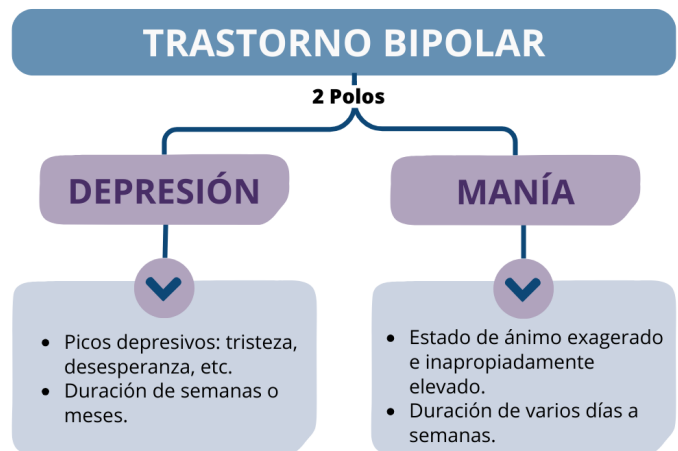 TRASTORNO BIPOLAR
2 Polos
DEPRESIÓN
MANÍA
• Picos depresivos: tristeza,
desesperanza, etc.
• Duración de semanas o
meses.
• Estado de ánimo exagerado
e inapropiadamente
elevado.
• Duración de varios días a
semanas.